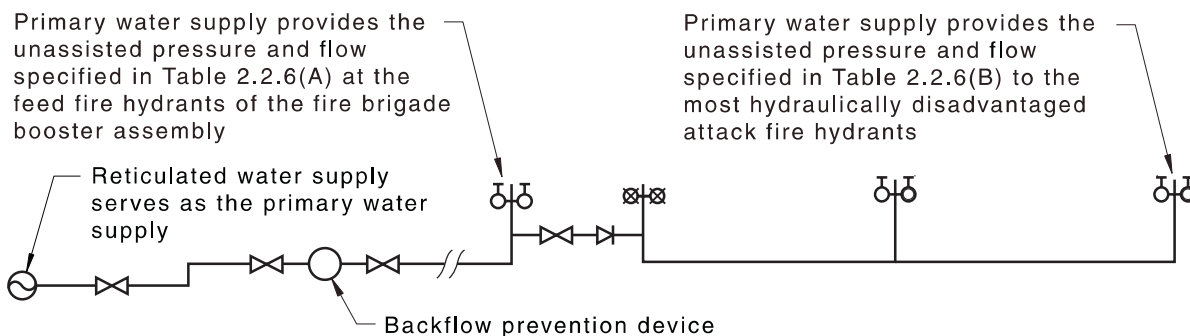 Primary water supply provides the
unassisted pressure and flow
specified in Table 2.2.6(A) at the
feed fire hydrants of the fire brigade
booster assembly
Primary water supply provides the
unassisted pressure and flow
specified in Table 2.2.6(B) to the
most hydraulically disadvantaged
attack fire hydrants
Reticulated water supply
serves as the primary water
supply
Backflow prevention device